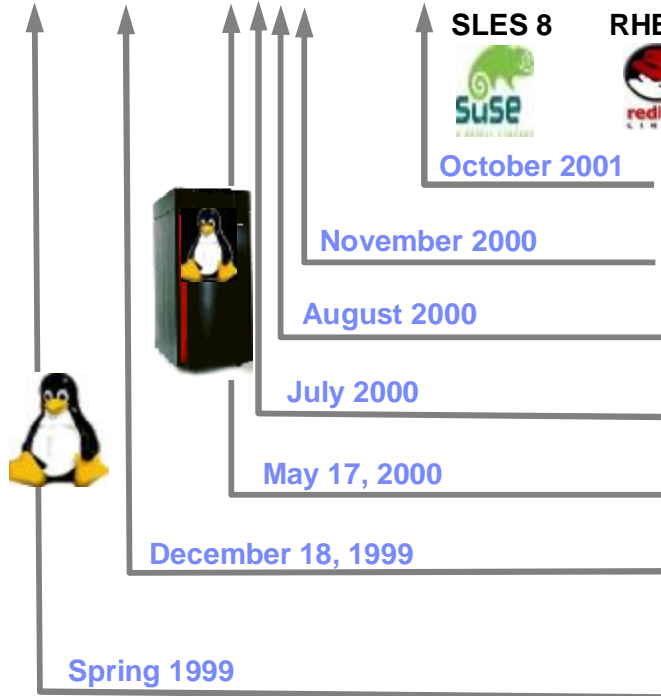 SLES 8 RHE
SuSE
October 2001
November 2000
August 2000
July 2000
May 17, 2000
December 18, 1999
Spring 1999